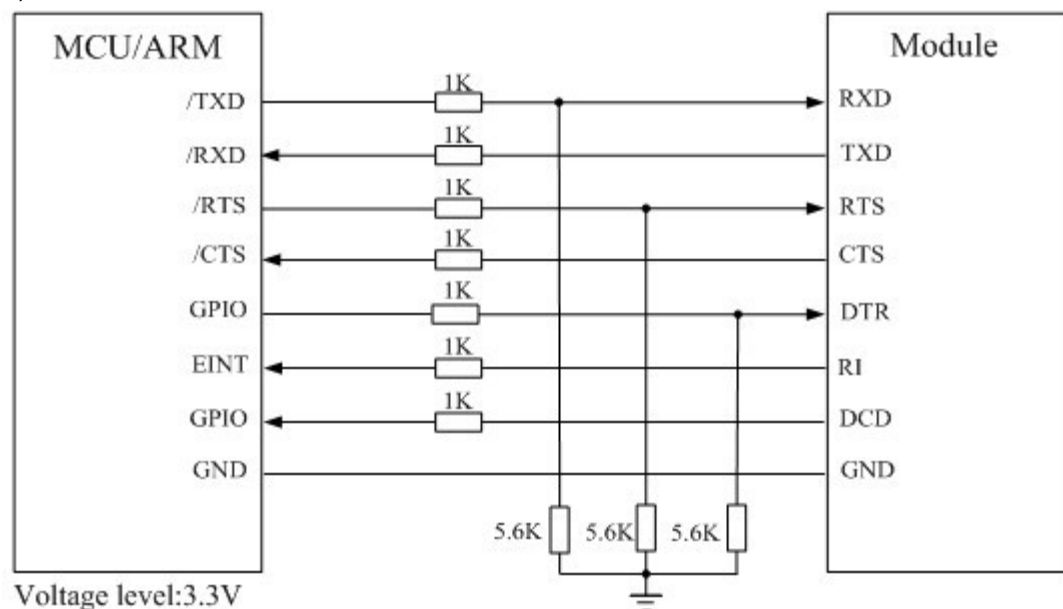 MCU/ARM
Module
/TXD
1K
RXD
/RXD
1K
TXD
/RTS
1K
RTS
/CTS
1K
CTS
GPIO
1K
DTR
EINT
1K
RI
GPIO
1K
DCD
GND
GND
5.6K
5.6K
5.6K
Voltage level:3.3V